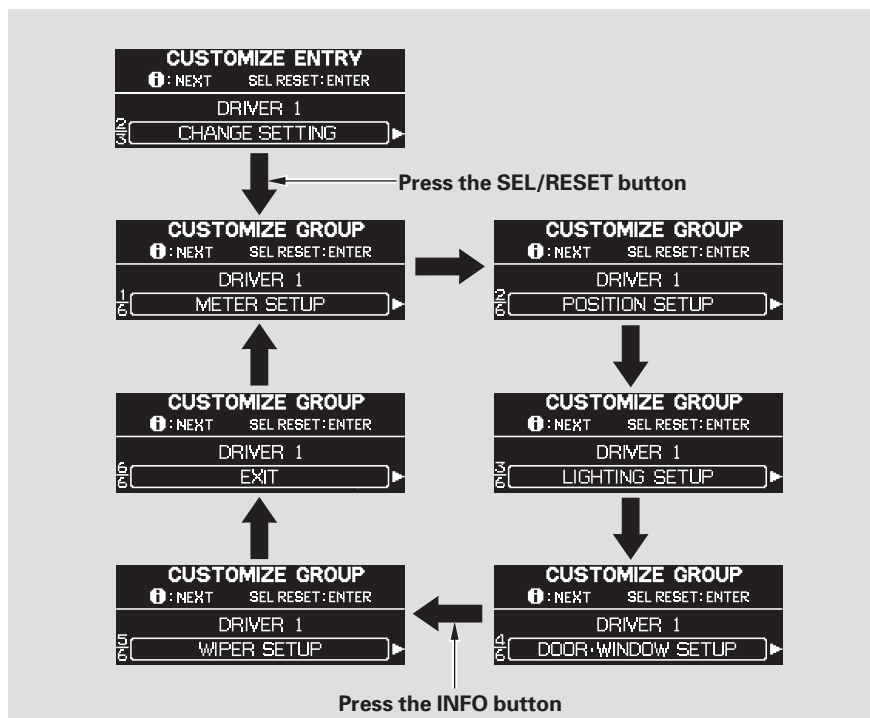 CUSTOMIZE ENTRY
i : NEXT SEL RESET : ENTER
DRIVER 1
2/3 CHANGE SETTING
Press the SEL/RESET button
CUSTOMIZE GROUP
i : NEXT SEL RESET : ENTER
DRIVER 1
1/6 METER SETUP
CUSTOMIZE GROUP
i : NEXT SEL RESET : ENTER
DRIVER 1
2/6 POSITION SETUP
CUSTOMIZE GROUP
i : NEXT SEL RESET : ENTER
DRIVER 1
6/6 EXIT
CUSTOMIZE GROUP
i : NEXT SEL RESET : ENTER
DRIVER 1
3/6 LIGHTING SETUP
CUSTOMIZE GROUP
i : NEXT SEL RESET : ENTER
DRIVER 1
5/6 WIPER SETUP
CUSTOMIZE GROUP
i : NEXT SEL RESET : ENTER
DRIVER 1
4/6 DOOR·WINDOW SETUP
Press the INFO button